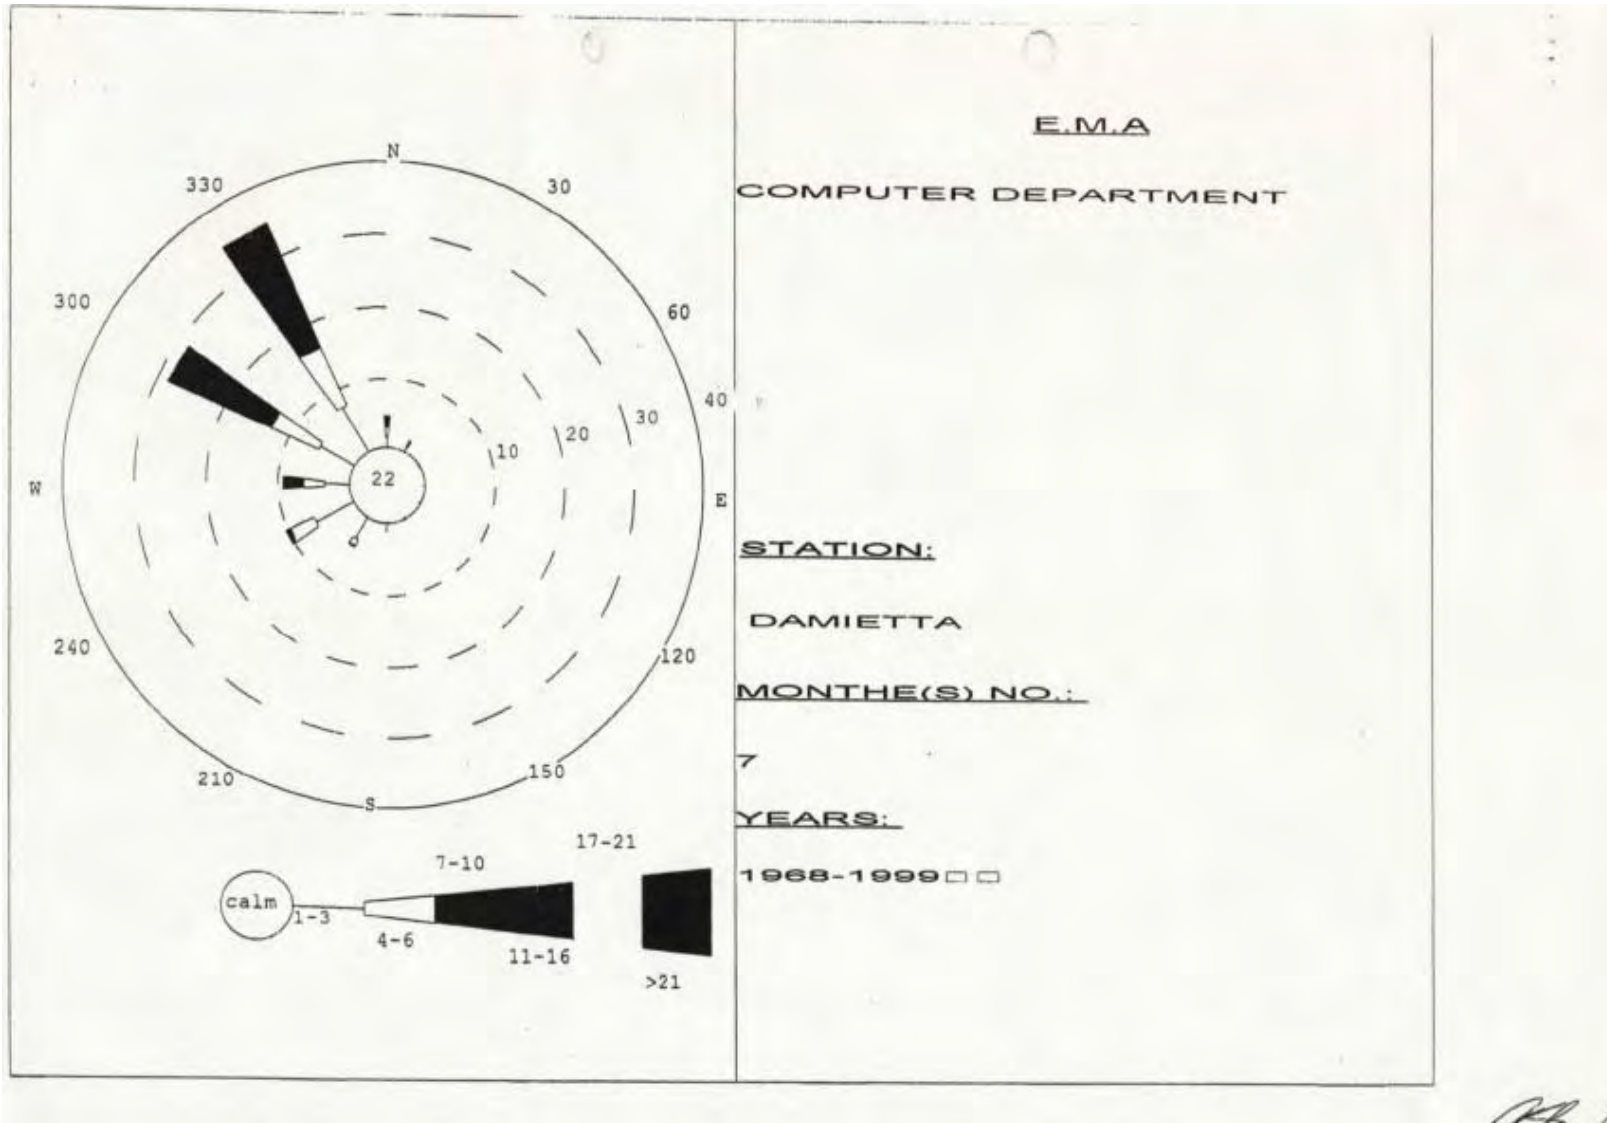 N
330
30
300
60
40
30
20
10
22
W
E
240
120
210
150
S
17-21
7-10
calm
1-3
4-6
11-16
>21
E.M.A
COMPUTER DEPARTMENT
STATION:
DAMIETTA
MONTHE(S) NO.:
7
YEARS:
1968-1999